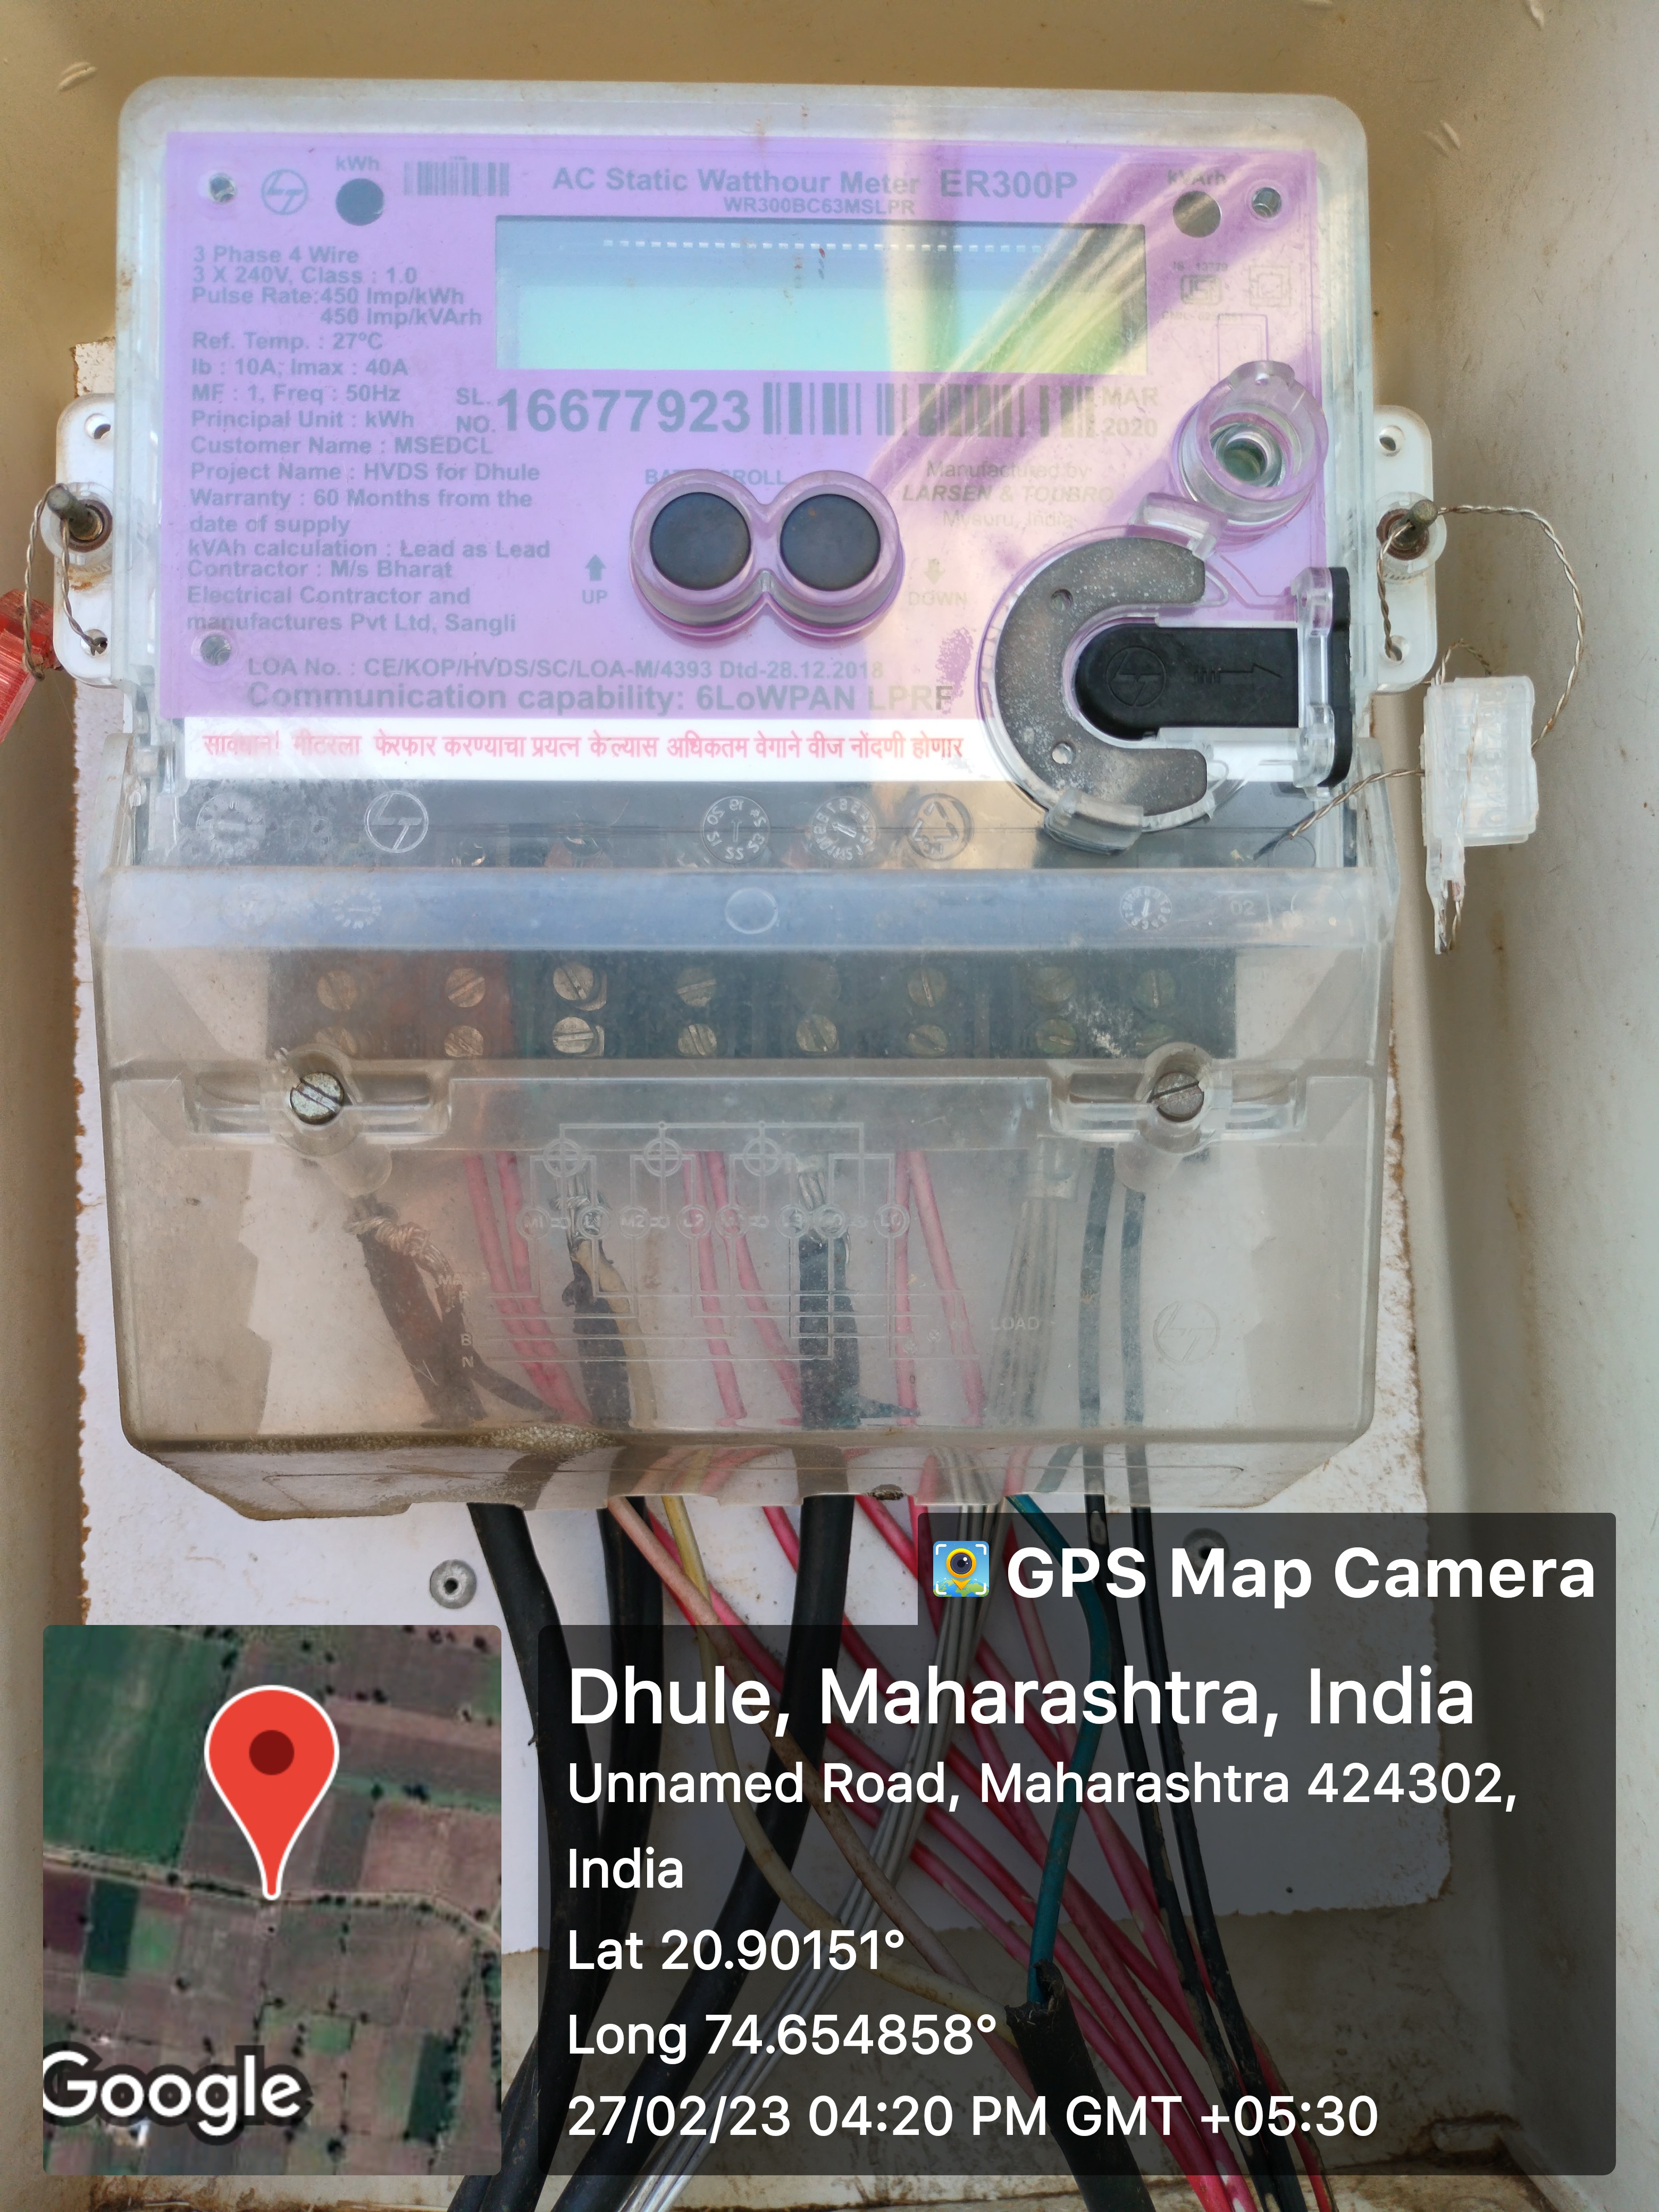 kWh
AC Static Watthour Meter ER300P
WR300BC63MSLPR
kVArh
3 Phase 4 Wire
3 X 240V, Class : 1.0
Pulse Rate:450 Imp/kWh
450 Imp/kVArh
Ref. Temp. : 27°C
Ib : 10A, Imax : 40A
MF : 1, Freq : 50Hz
Principal Unit : kWh
Customer Name : MSEDCL
Project Name : HVDS for Dhule
Warranty : 60 Months from the
date of supply
kVAh calculation : Lead as Lead
Contractor : M/s Bharat
Electrical Contractor and
manufactures Pvt Ltd, Sangli
SL.
NO. 16677923
MAR
2020
Manufactured by
LARSEN & TOUBRO
Mysuru, India
UP
DOWN
LOA No. : CE/KOP/HVDS/SC/LOA-M/4393 Dtd-28.12.2018
Communication capability: 6LoWPAN LPRF
सावधान! मीटरला फेरफार करण्याचा प्रयत्न केल्यास अधिकतम वेगाने वीज नोंदणी होणार
M1 L1 M2 L2 L3
B
N
LOAD
GPS Map Camera
Dhule, Maharashtra, India
Unnamed Road, Maharashtra 424302,
India
Lat 20.90151°
Long 74.654858°
27/02/23 04:20 PM GMT +05:30
Google